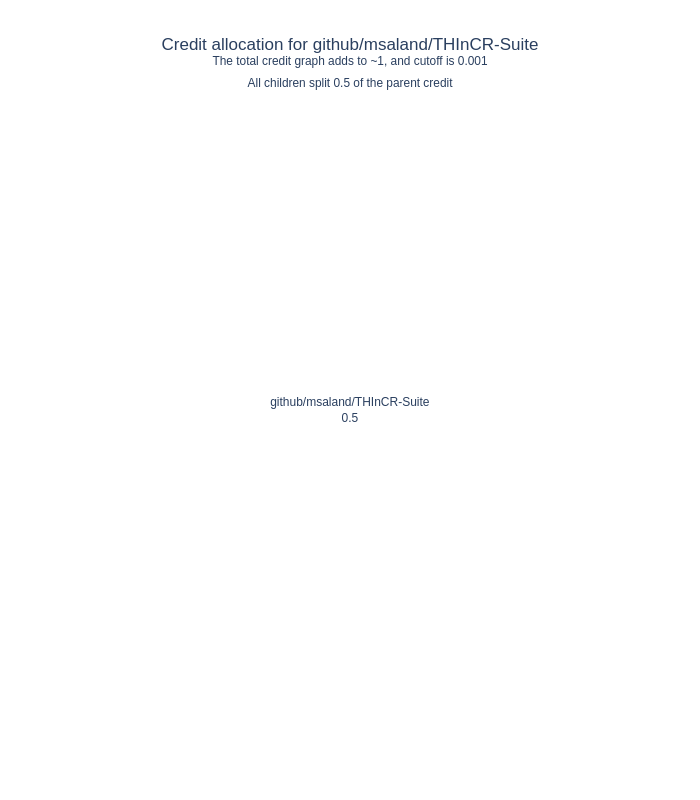 Credit allocation for github/msaland/THInCR-Suite
The total credit graph adds to ~1, and cutoff is 0.001
All children split 0.5 of the parent credit
github/msaland/THInCR-Suite
0.5